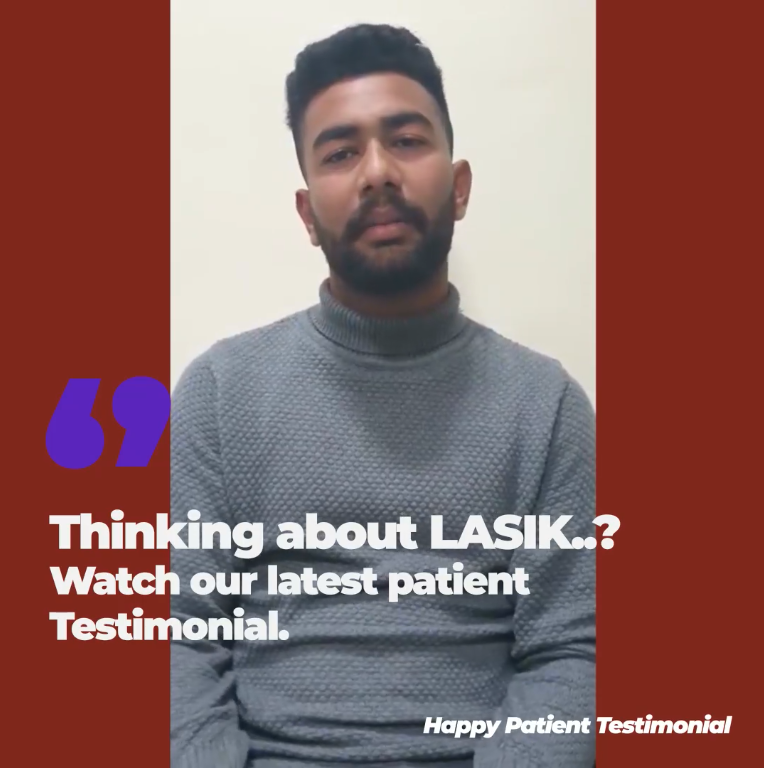 Thinking about LASIK..?
Watch our latest patient
Testimonial.
Happy Patient Testimonial